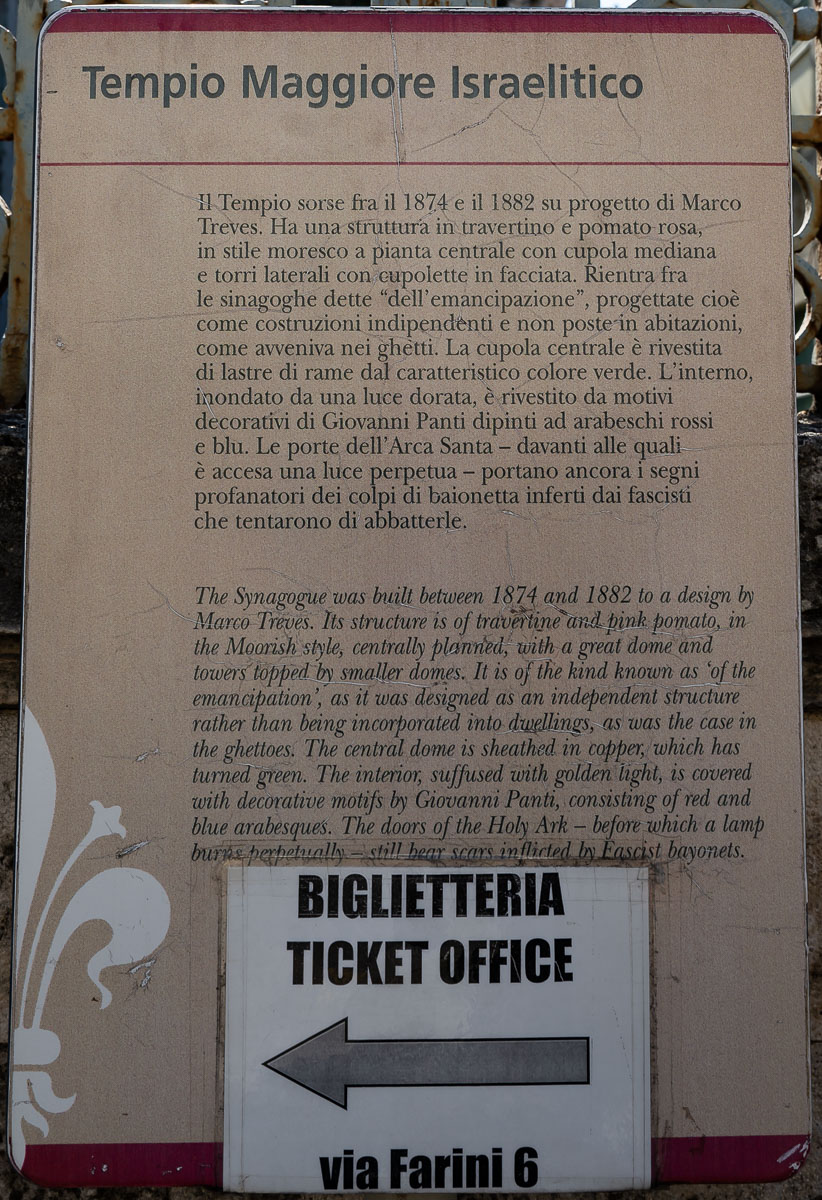 Tempio Maggiore Israelitico
Il Tempio sorse fra il 1874 e il 1882 su progetto di Marco
Treves. Ha una struttura in travertino e pomato rosa,
in stile moresco a pianta centrale con cupola mediana
e torri laterali con cupolette in facciata. Rientra fra
le sinagoghe dette “dell’emancipazione”, progettate cioè
come costruzioni indipendenti e non poste in abitazioni,
come avveniva nei ghetti. La cupola centrale è rivestita
di lastre di rame dal caratteristico colore verde. L’interno,
inondato da una luce dorata, è rivestito da motivi
decorativi di Giovanni Panti dipinti ad arabeschi rossi
e blu. Le porte dell’Arca Santa – davanti alle quali
è accesa una luce perpetua – portano ancora i segni
profanatori dei colpi di baionetta inferti dai fascisti
che tentarono di abbatterle.
The Synagogue was built between 1874 and 1882 to a design by
Marco Treves. Its structure is of travertine and pink pomato, in
the Moorish style, centrally planned, with a great dome and
towers topped by smaller domes. It is of the kind known as ‘of the
emancipation’, as it was designed as an independent structure
rather than being incorporated into dwellings, as was the case in
the ghettoes. The central dome is sheathed in copper, which has
turned green. The interior, suffused with golden light, is covered
with decorative motifs by Giovanni Panti, consisting of red and
blue arabesques. The doors of the Holy Ark – before which a lamp
burns perpetually – still bear scars inflicted by Fascist bayonets.
BIGLIETTERIA
TICKET OFFICE
via Farini 6